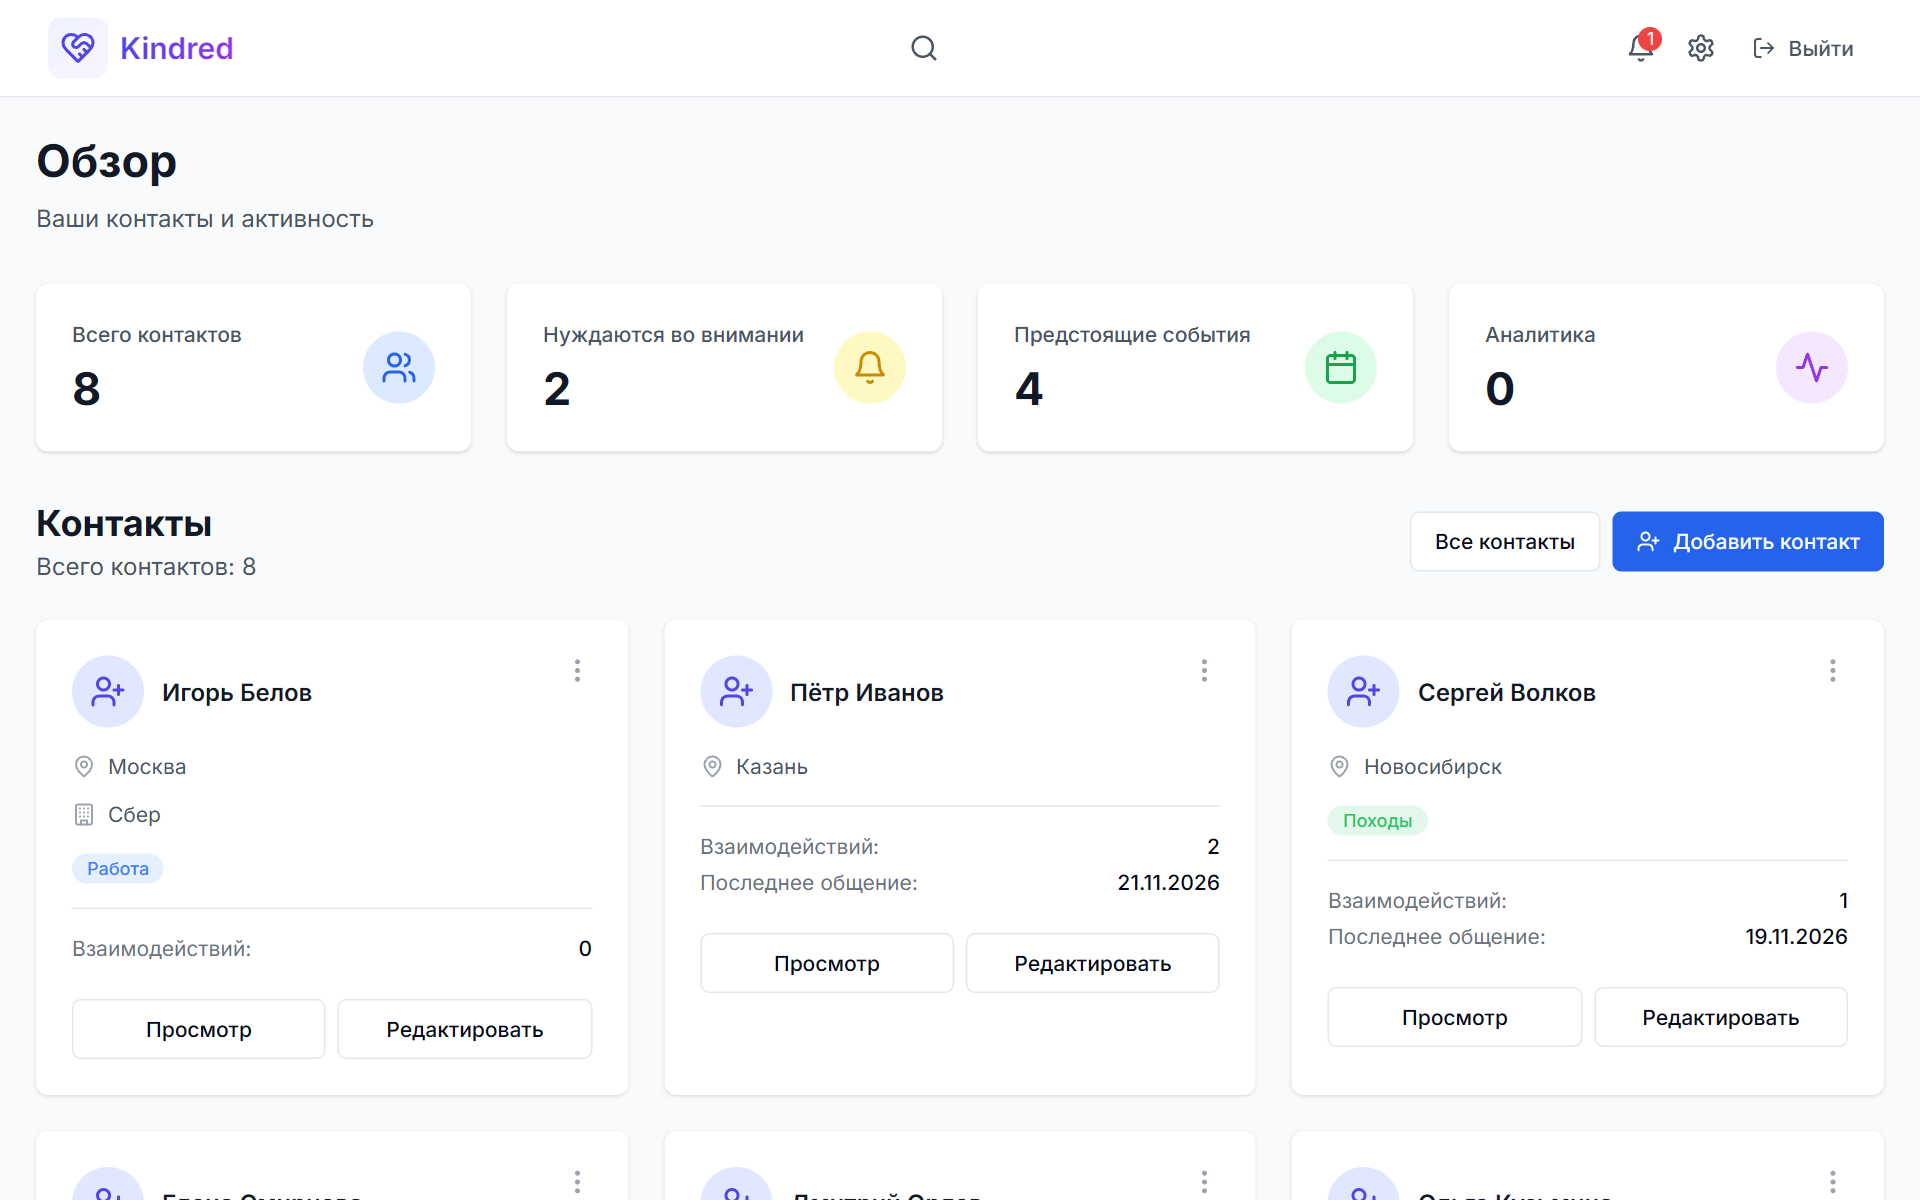 Kindred
1
Выйти
Обзор
Ваши контакты и активность
Всего контактов
8
Нуждаются во внимании
2
Предстоящие события
4
Аналитика
0
Контакты
Всего контактов: 8
Все контакты
Добавить контакт
Игорь Белов
Москва
Сбер
Работа
Взаимодействий: 0
Просмотр
Редактировать
Пётр Иванов
Казань
Взаимодействий: 2
Последнее общение: 21.11.2026
Просмотр
Редактировать
Сергей Волков
Новосибирск
Походы
Взаимодействий: 1
Последнее общение: 19.11.2026
Просмотр
Редактировать